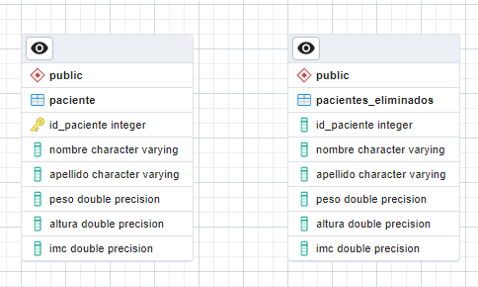 public
paciente
id_paciente integer
nombre character varying
apellido character varying
peso double precision
altura double precision
imc double precision
public
pacientes_eliminados
id_paciente integer
nombre character varying
apellido character varying
peso double precision
altura double precision
imc double precision